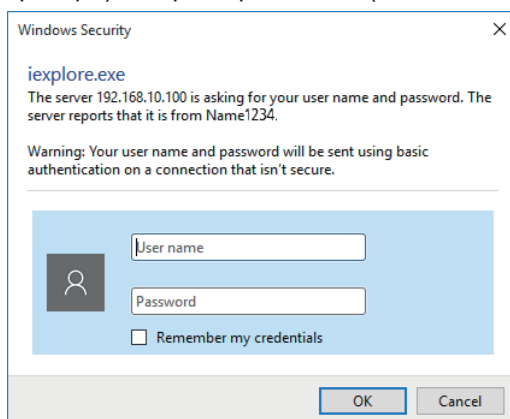 Windows Security
iexplore.exe
The server 192.168.10.100 is asking for your user name and password. The
server reports that it is from Name1234.
Warning: Your user name and password will be sent using basic
authentication on a connection that isn't secure.
User name
Password
Remember my credentials
OK
Cancel